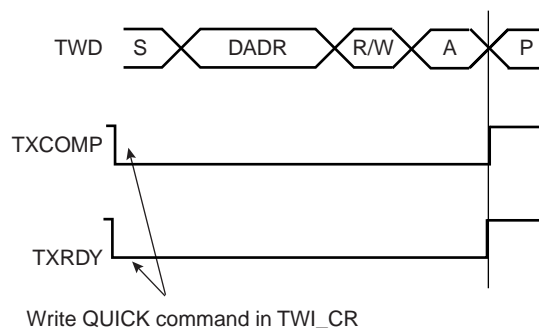 TWD S DADR R/W A P
TXCOMP
TXRDY
Write QUICK command in TWI_CR